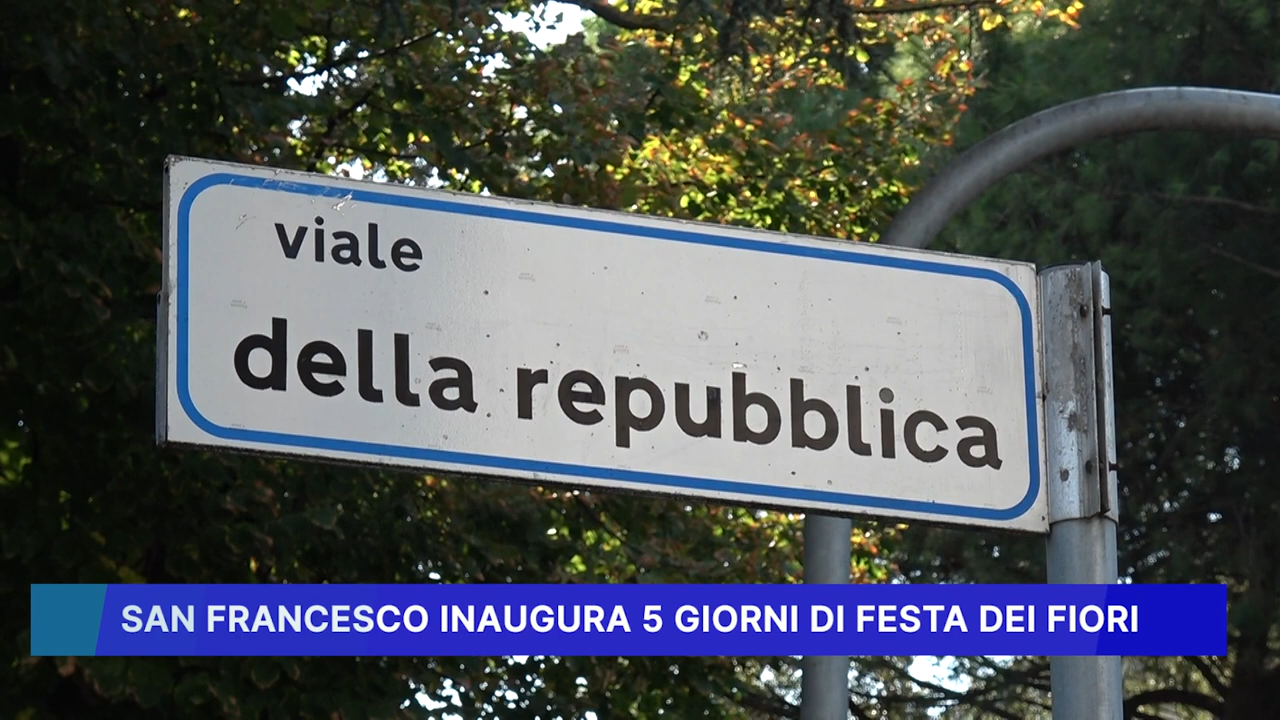 viale
della repubblica
SAN FRANCESCO INAUGURA 5 GIORNI DI FESTA DEI FIORI